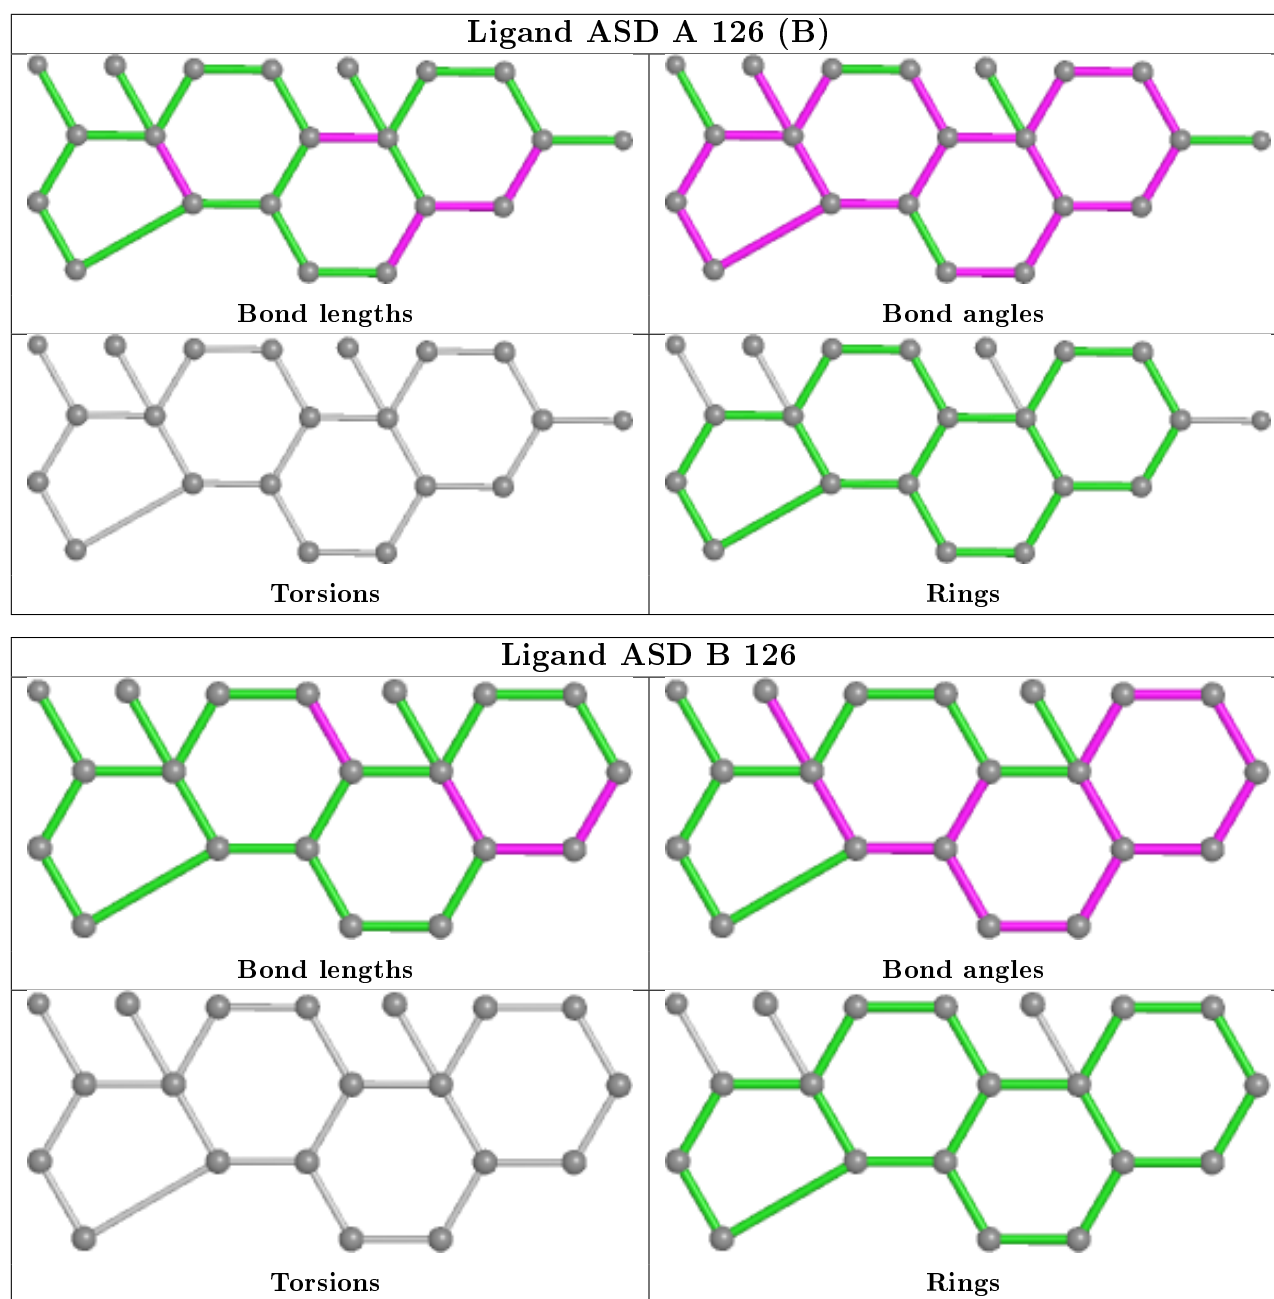 Ligand ASD A 126 (B)
Bond lengths
Bond angles
Torsions
Rings
Ligand ASD B 126
Bond lengths
Bond angles
Torsions
Rings